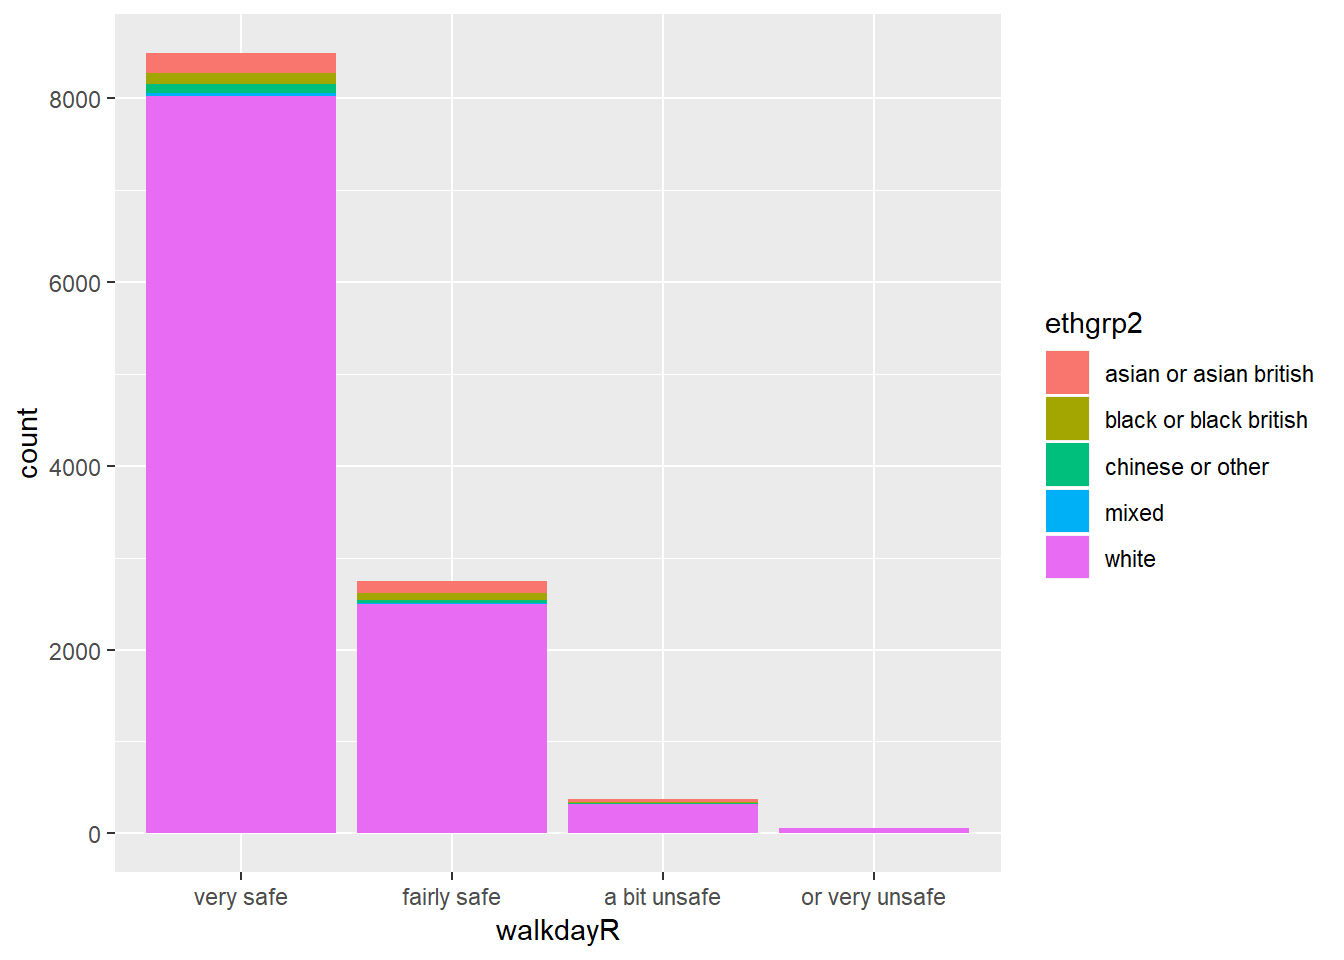 8000
6000
4000
2000
0
count
very safe
fairly safe
a bit unsafe
or very unsafe
walkdayR
ethgrp2
asian or asian british
black or black british
chinese or other
mixed
white